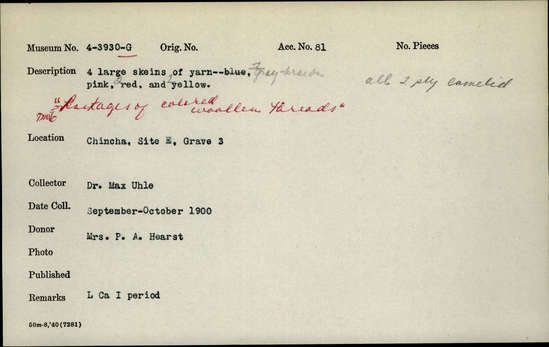 Museum No. 4-3930-G Orig. No. Acc. No. 81 No. Pieces
Description 4 large skeins of yarn--blue, gray-brown
pink, red, and yellow. all 2 ply camelid
"Packages of colored woollen threads"
Location Chincha, Site E, Grave 3
Collector Dr. Max Uhle
Date Coll. September-October 1900
Donor Mrs. P. A. Hearst
Photo
Published
Remarks L Ca I period
50m-8,'40(7281)